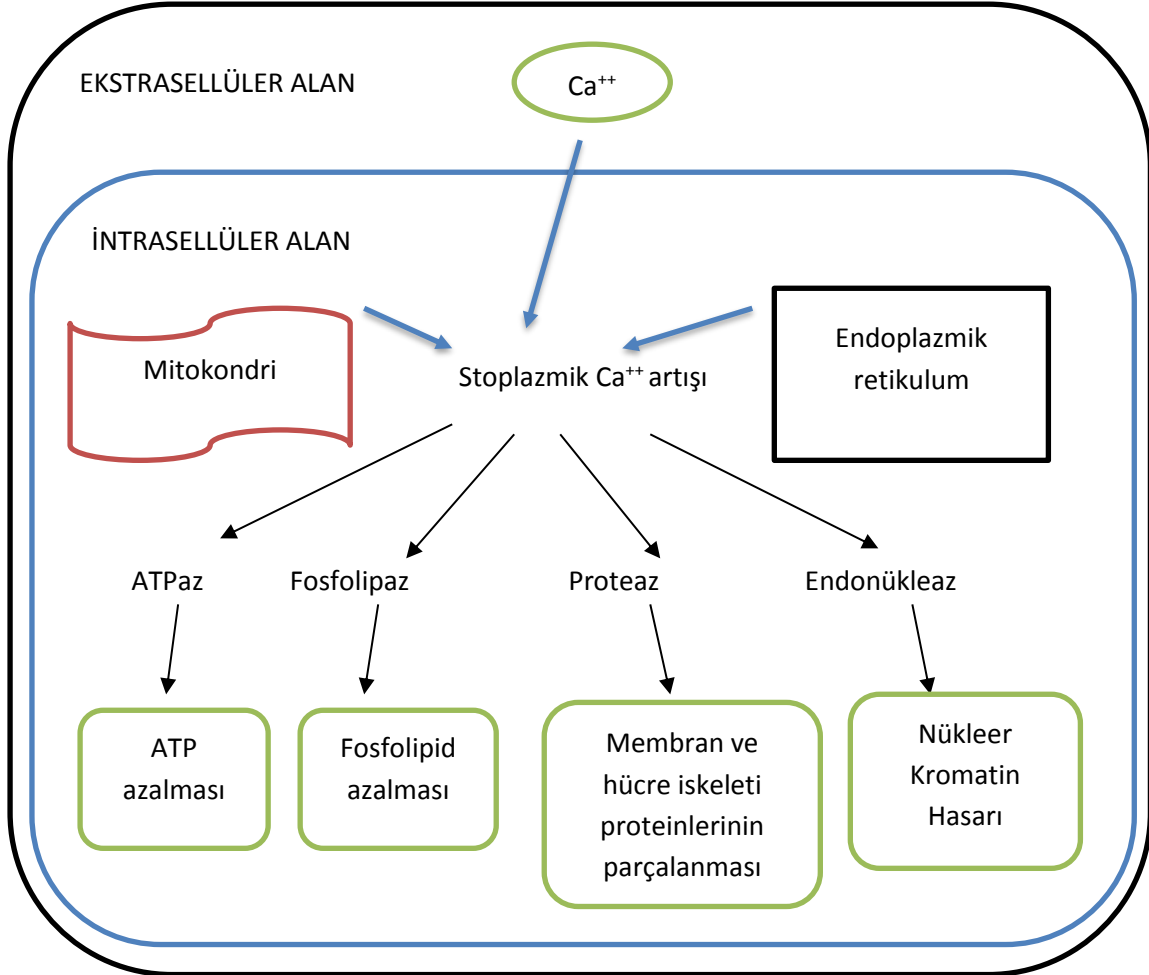 EKSTRASELLÜLER ALAN
Ca⁺⁺
İNTRASELLÜLER ALAN
Mitokondri
Stoplazmik Ca⁺⁺ artışı
Endoplazmik
retikulum
ATPaz
Fosfolipaz
Proteaz
Endonükleaz
ATP
azalması
Fosfolipid
azalması
Membran ve
hücre iskeleti
proteinlerinin
parçalanması
Nükleer
Kromatin
Hasarı